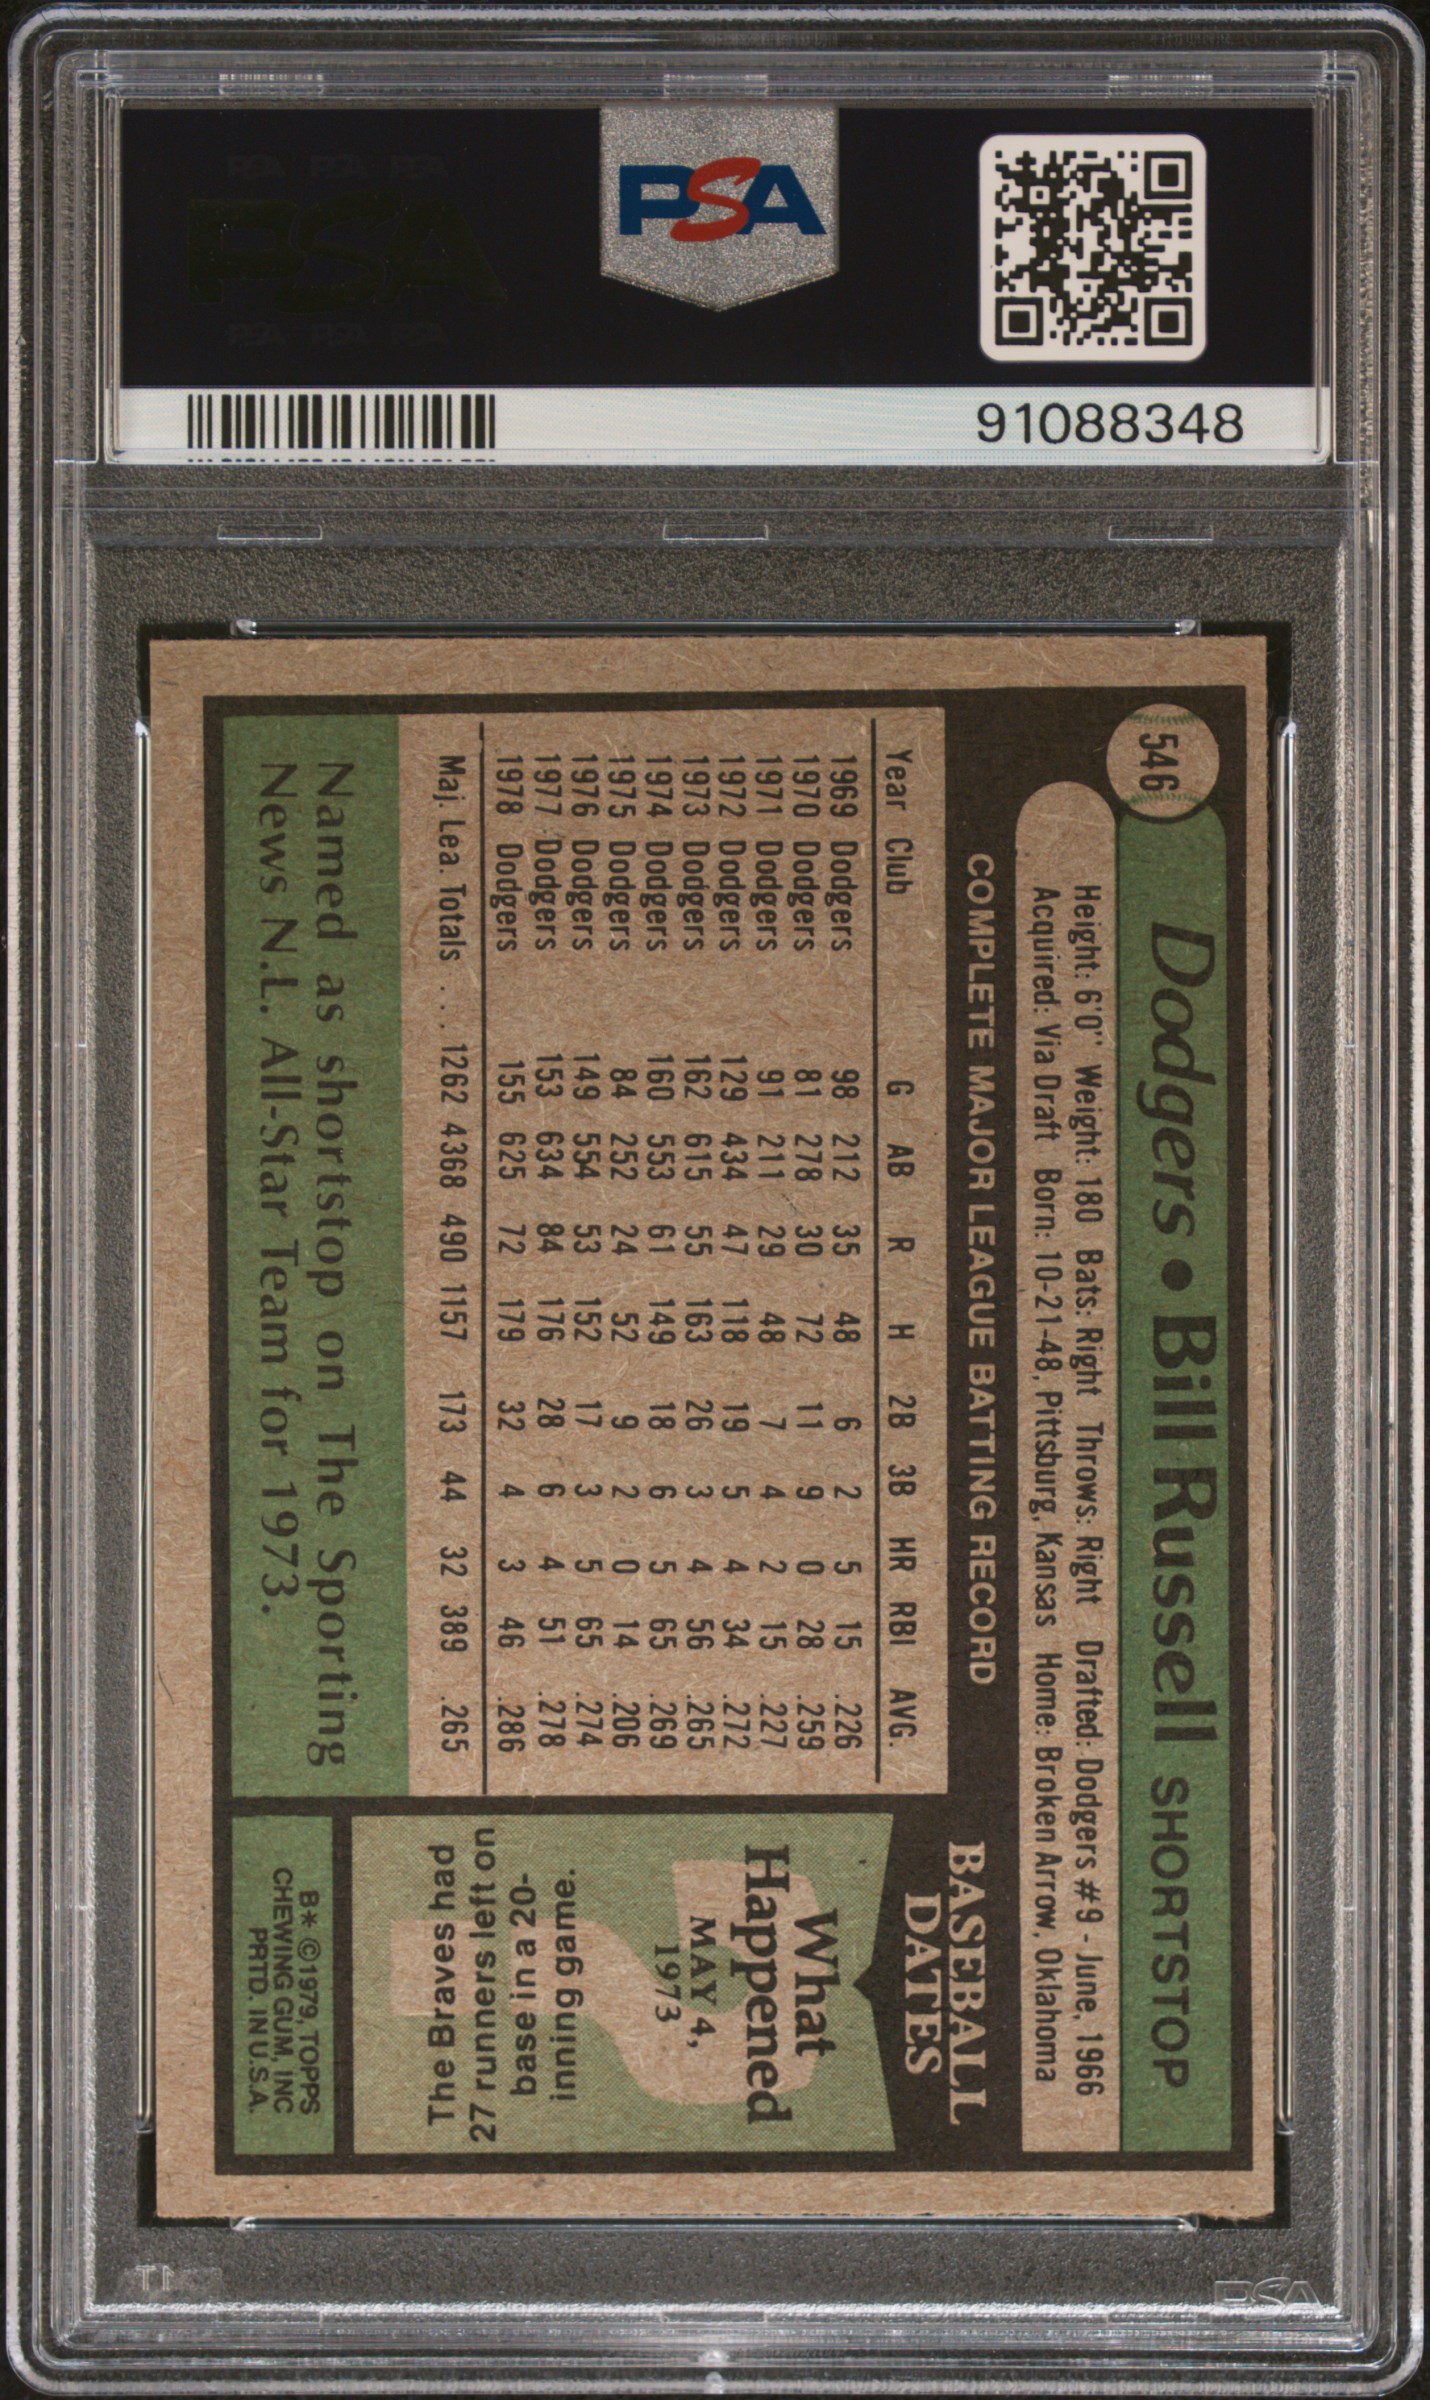 PSA
91088348
546
Dodgers • Bill Russell SHORTSTOP
Height: 6'0" Weight: 180 Bats: Right Throws: Right Drafted: Dodgers #9 - June, 1966
Acquired: Via Draft Born: 10-21-48, Pittsburg, Kansas Home: Broken Arrow, Oklahoma
COMPLETE MAJOR LEAGUE BATTING RECORD
Year Club G AB R H 2B 3B HR RBI AVG.
1969 Dodgers 98 212 35 48 6 2 5 15 .226
1970 Dodgers 81 278 30 72 11 9 0 28 .259
1971 Dodgers 91 211 29 48 7 4 2 15 .227
1972 Dodgers 129 434 47 118 19 5 4 34 .272
1973 Dodgers 162 615 55 163 26 3 4 56 .265
1974 Dodgers 160 553 61 149 18 6 5 65 .269
1975 Dodgers 84 252 24 52 9 2 0 14 .206
1976 Dodgers 149 554 53 152 17 3 5 65 .274
1977 Dodgers 153 634 84 176 28 6 4 51 .278
1978 Dodgers 155 625 72 179 32 4 3 46 .286
Maj. Lea. Totals . . . 1262 4368 490 1157 173 44 32 389 .265
Named as shortstop on The Sporting
News N.L. All-Star Team for 1973.
BASEBALL
DATES
What
Happened
MAY 4,
1973
The Braves had
27 runners left on
base in a 20-
inning game.
B* ©1979, TOPPS
CHEWING GUM, INC
PRTD. IN U.S.A.
PSA